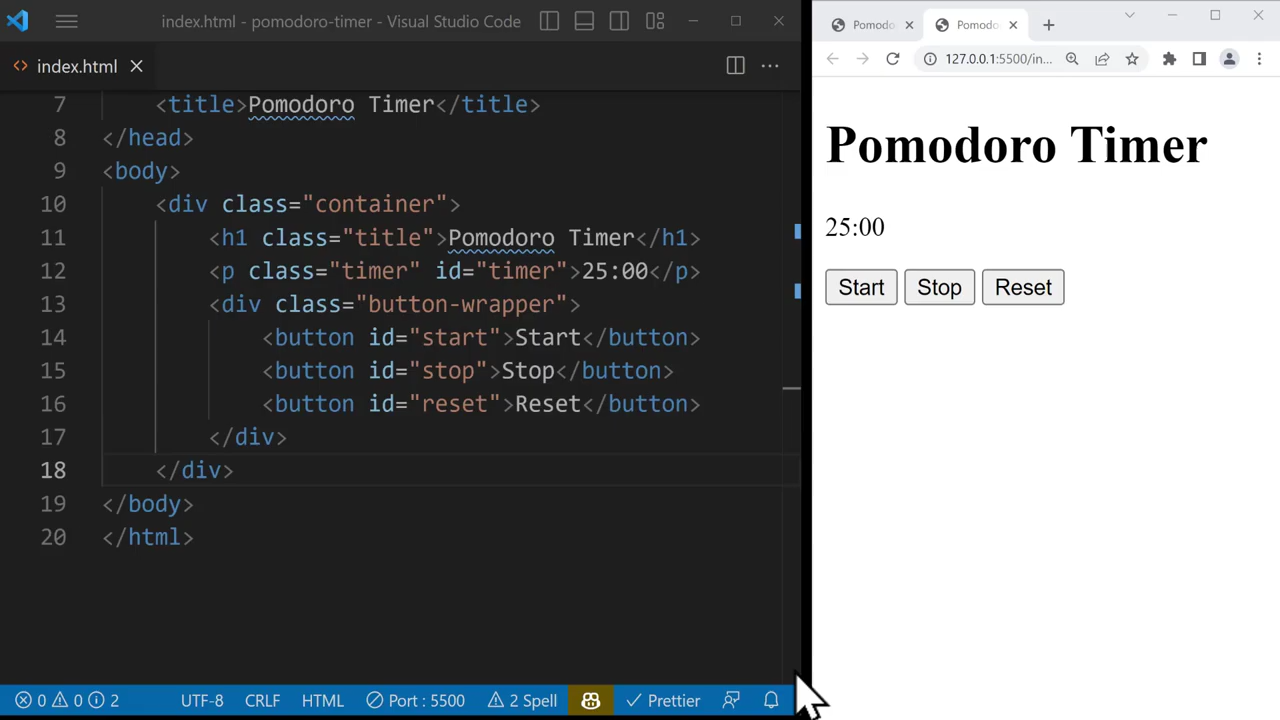 index.html - pomodoro-timer - Visual Studio Code
index.html
7 <title>Pomodoro Timer</title>
8 </head>
9 <body>
10 <div class="container">
11 <h1 class="title">Pomodoro Timer</h1>
12 <p class="timer" id="timer">25:00</p>
13 <div class="button-wrapper">
14 <button id="start">Start</button>
15 <button id="stop">Stop</button>
16 <button id="reset">Reset</button>
17 </div>
18 </div>
19 </body>
20 </html>
0 0 2 UTF-8 CRLF HTML Port : 5500 2 Spell Prettier
Pomodo Pomodo
127.0.0.1:5500/in...
Pomodoro Timer
25:00
Start Stop Reset